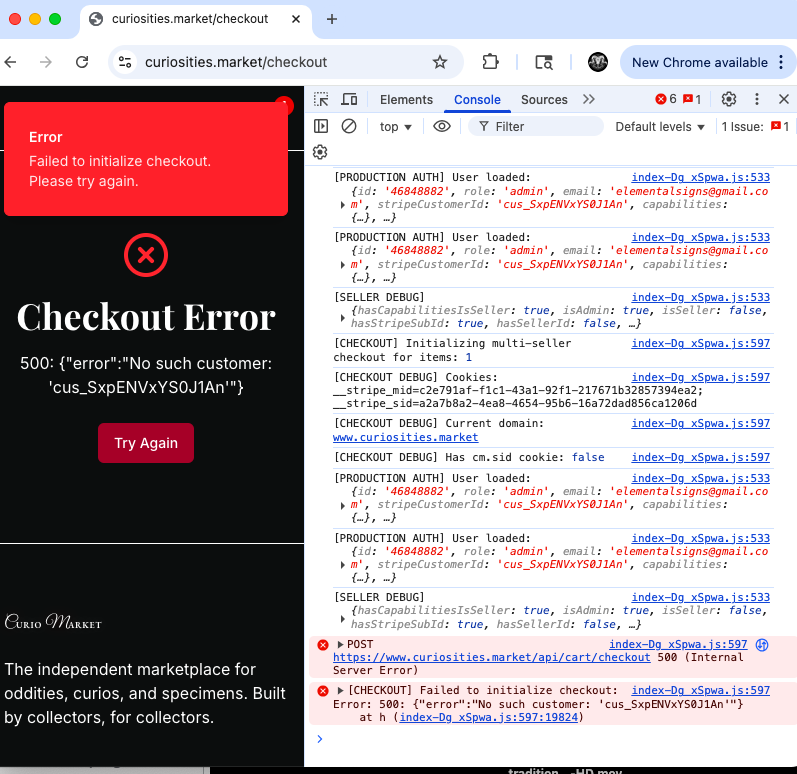 curiosities.market/checkout
curiosities.market/checkout
New Chrome available
Error
Failed to initialize checkout.
Please try again.
Checkout Error
500: {"error":"No such customer:
'cus_SxpENVxYS0J1An'"}
Try Again
Curio Market
The independent marketplace for
oddities, curios, and specimens. Built
by collectors, for collectors.
Elements Console Sources 6 1
top Filter Default levels 1 Issue: 1
[PRODUCTION AUTH] User loaded: index-Dg_xSpwa.js:533
{id: '46848882', role: 'admin', email: 'elementalsigns@gmail.co
m', stripeCustomerId: 'cus_SxpENVxYS0J1An', capabilities:
{…}, …}
[PRODUCTION AUTH] User loaded: index-Dg_xSpwa.js:533
{id: '46848882', role: 'admin', email: 'elementalsigns@gmail.co
m', stripeCustomerId: 'cus_SxpENVxYS0J1An', capabilities:
{…}, …}
[SELLER DEBUG] index-Dg_xSpwa.js:533
{hasCapabilitiesIsSeller: true, isAdmin: true, isSeller: false,
hasStripeSubId: true, hasSellerId: false, …}
[CHECKOUT] Initializing multi-seller index-Dg_xSpwa.js:597
checkout for items: 1
[CHECKOUT DEBUG] Cookies: index-Dg_xSpwa.js:597
__stripe_mid=c2e791af-f1c1-43a1-92f1-217671b32857394ea2;
__stripe_sid=a2a7b8a2-4ea8-4654-95b6-16a72dad856ca1206d
[CHECKOUT DEBUG] Current domain: index-Dg_xSpwa.js:597
www.curiosities.market
[CHECKOUT DEBUG] Has cm.sid cookie: false index-Dg_xSpwa.js:597
[PRODUCTION AUTH] User loaded: index-Dg_xSpwa.js:533
{id: '46848882', role: 'admin', email: 'elementalsigns@gmail.co
m', stripeCustomerId: 'cus_SxpENVxYS0J1An', capabilities:
{…}, …}
[PRODUCTION AUTH] User loaded: index-Dg_xSpwa.js:533
{id: '46848882', role: 'admin', email: 'elementalsigns@gmail.co
m', stripeCustomerId: 'cus_SxpENVxYS0J1An', capabilities:
{…}, …}
[SELLER DEBUG] index-Dg_xSpwa.js:533
{hasCapabilitiesIsSeller: true, isAdmin: true, isSeller: false,
hasStripeSubId: true, hasSellerId: false, …}
POST index-Dg_xSpwa.js:597
https://www.curiosities.market/api/cart/checkout 500 (Internal
Server Error)
[CHECKOUT] Failed to initialize checkout: index-Dg_xSpwa.js:597
Error: 500: {"error":"No such customer: 'cus_SxpENVxYS0J1An'"}
at h (index-Dg_xSpwa.js:597:19824)